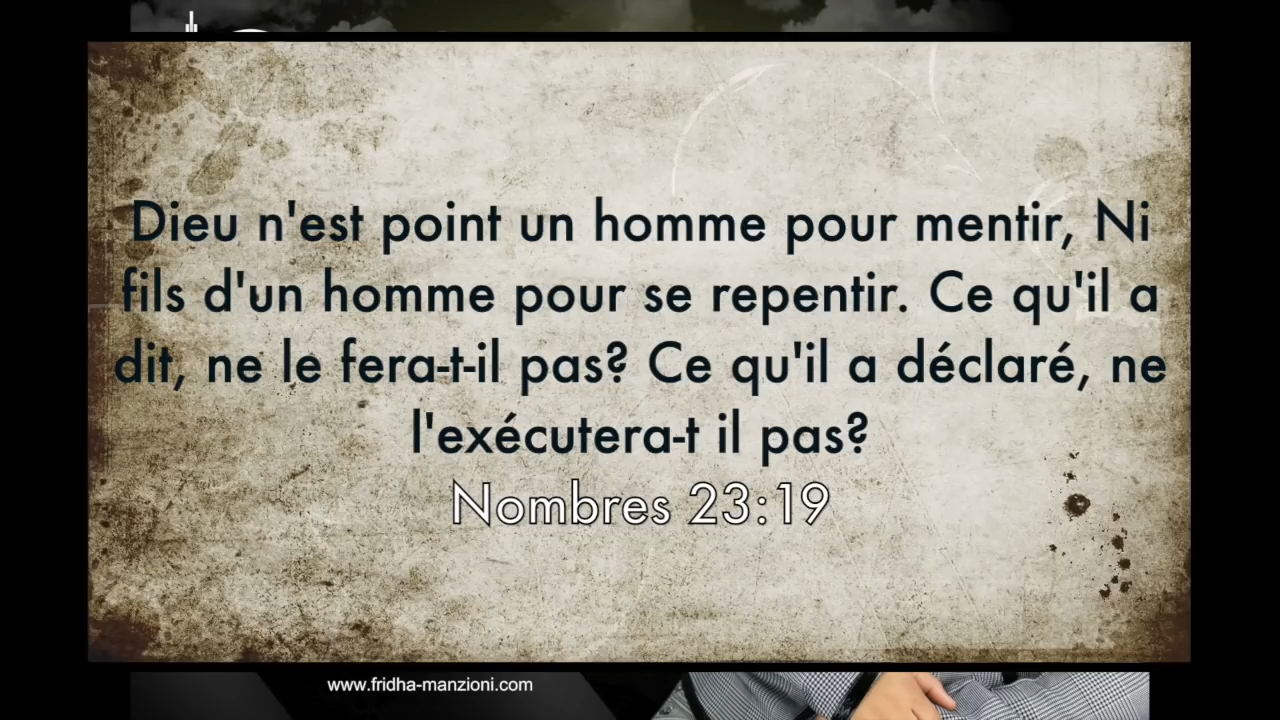 Dieu n'est point un homme pour mentir, Ni
fils d'un homme pour se repentir. Ce qu'il a
dit, ne le fera-t-il pas? Ce qu'il a déclaré, ne
l'exécutera-t il pas?
Nombres 23:19
www.fridha-manzioni.com